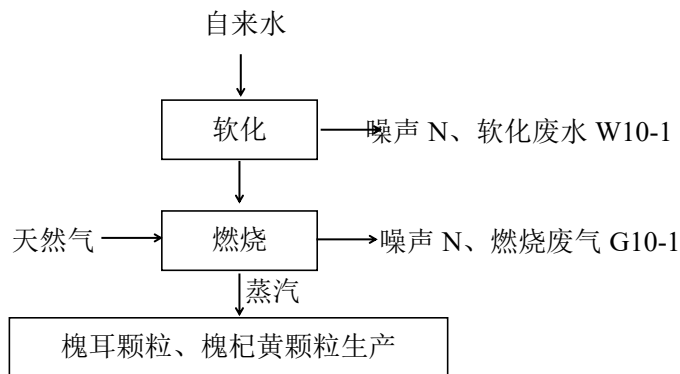 自来水
软化
噪声 N、软化废水 W10-1
天然气
燃烧
噪声 N、燃烧废气 G10-1
蒸汽
槐耳颗粒、槐杞黄颗粒生产